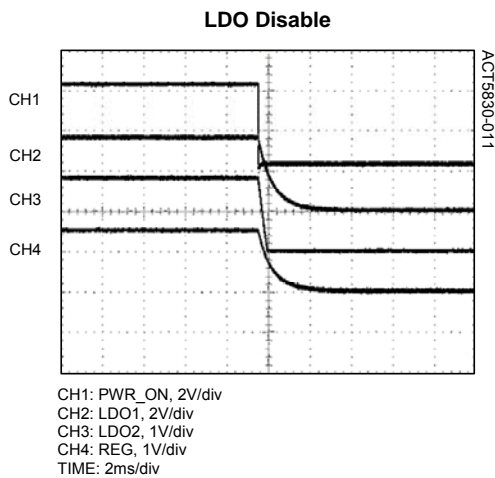 LDO Disable
ACT5830-011
CH1
CH2
CH3
CH4
CH1: PWR_ON, 2V/div
CH2: LDO1, 2V/div
CH3: LDO2, 1V/div
CH4: REG, 1V/div
TIME: 2ms/div